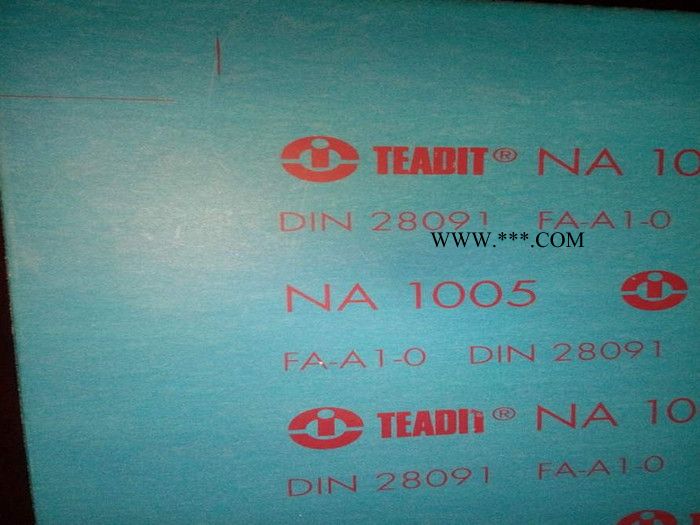 TEADIT® NA 10
DIN 28091 FA-A1-0
WWW.***.COM
NA 1005
FA-A1-0 DIN 28091
TEADIT® NA 10
DIN 28091 FA-A1-0